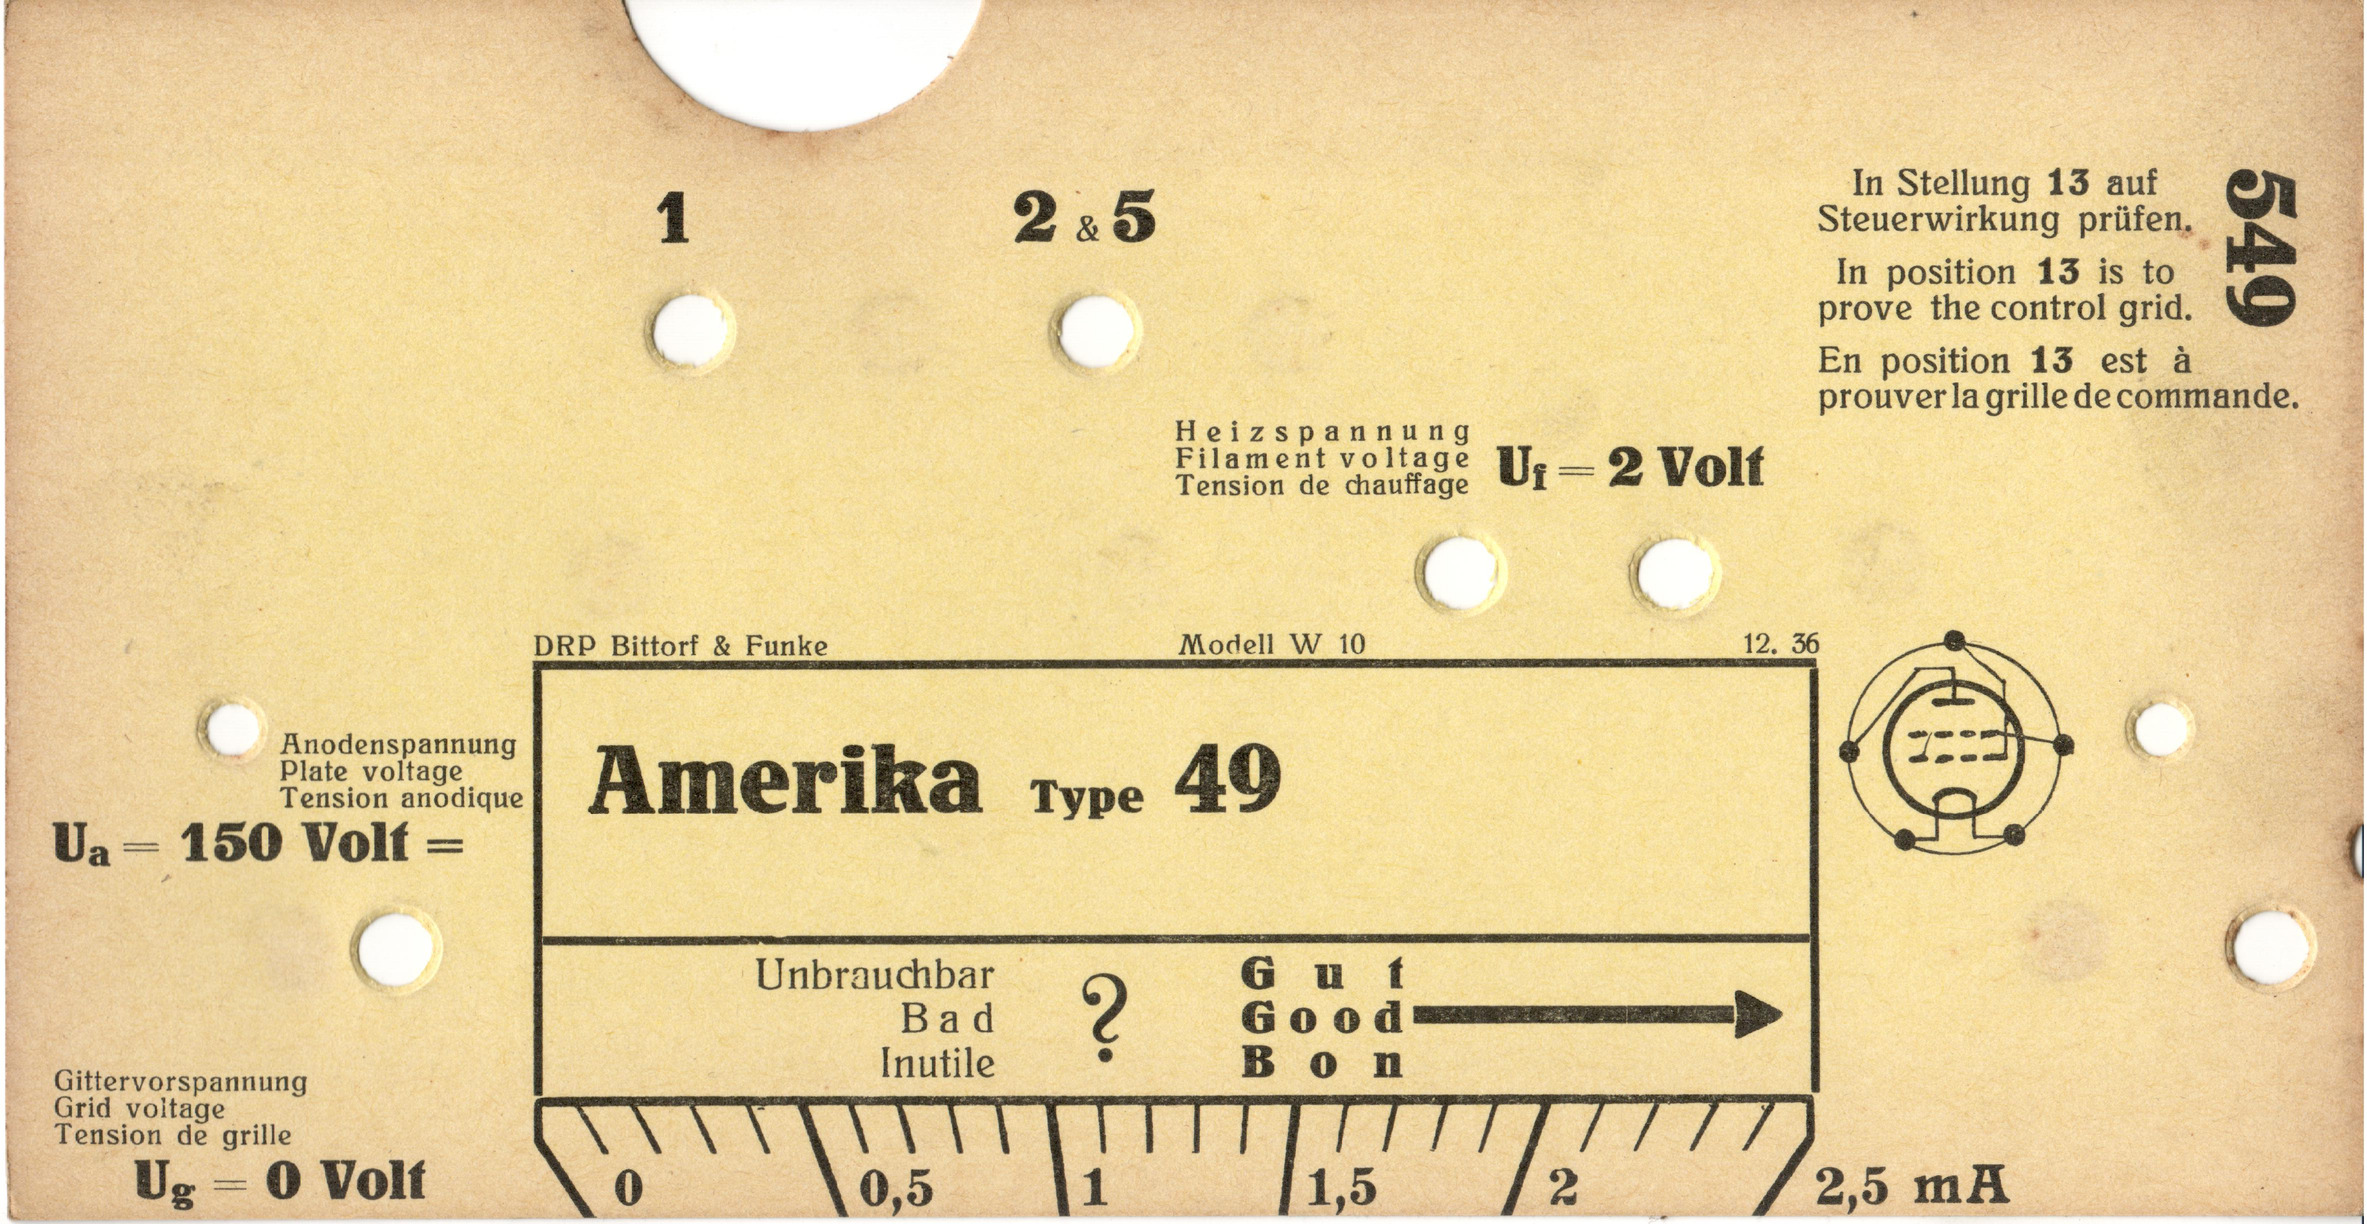 1
2 & 5
In Stellung 13 auf
Steuerwirkung prüfen.
In position 13 is to
prove the control grid.
En position 13 est à
prouver la grille de commande.
549
Heizspannung
Filament voltage
Tension de chauffage
Uf = 2 Volt
DRP Bittorf & Funke Modell W 10 12. 36
Anodenspannung
Plate voltage
Tension anodique
Ua = 150 Volt =
Amerika Type 49
Unbrauchbar
Bad
Inutile
?
Gut
Good
Bon
Gittervorspannung
Grid voltage
Tension de grille
Ug = 0 Volt
0 0,5 1 1,5 2 2,5 mA